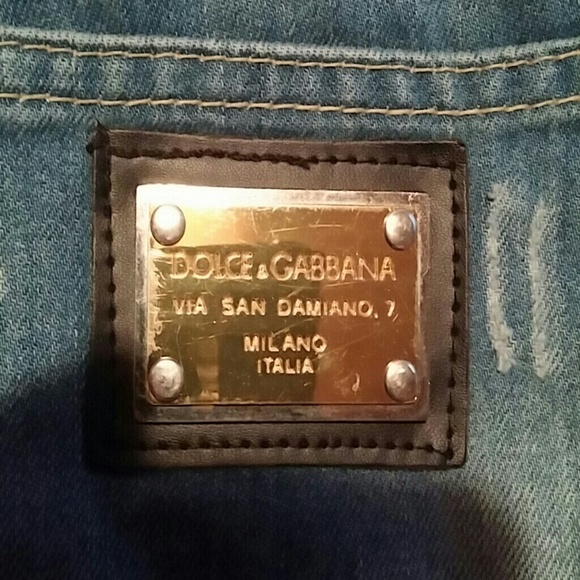 DOLCE & GABBANA
VIA SAN DAMIANO, 7
MILANO
ITALIA